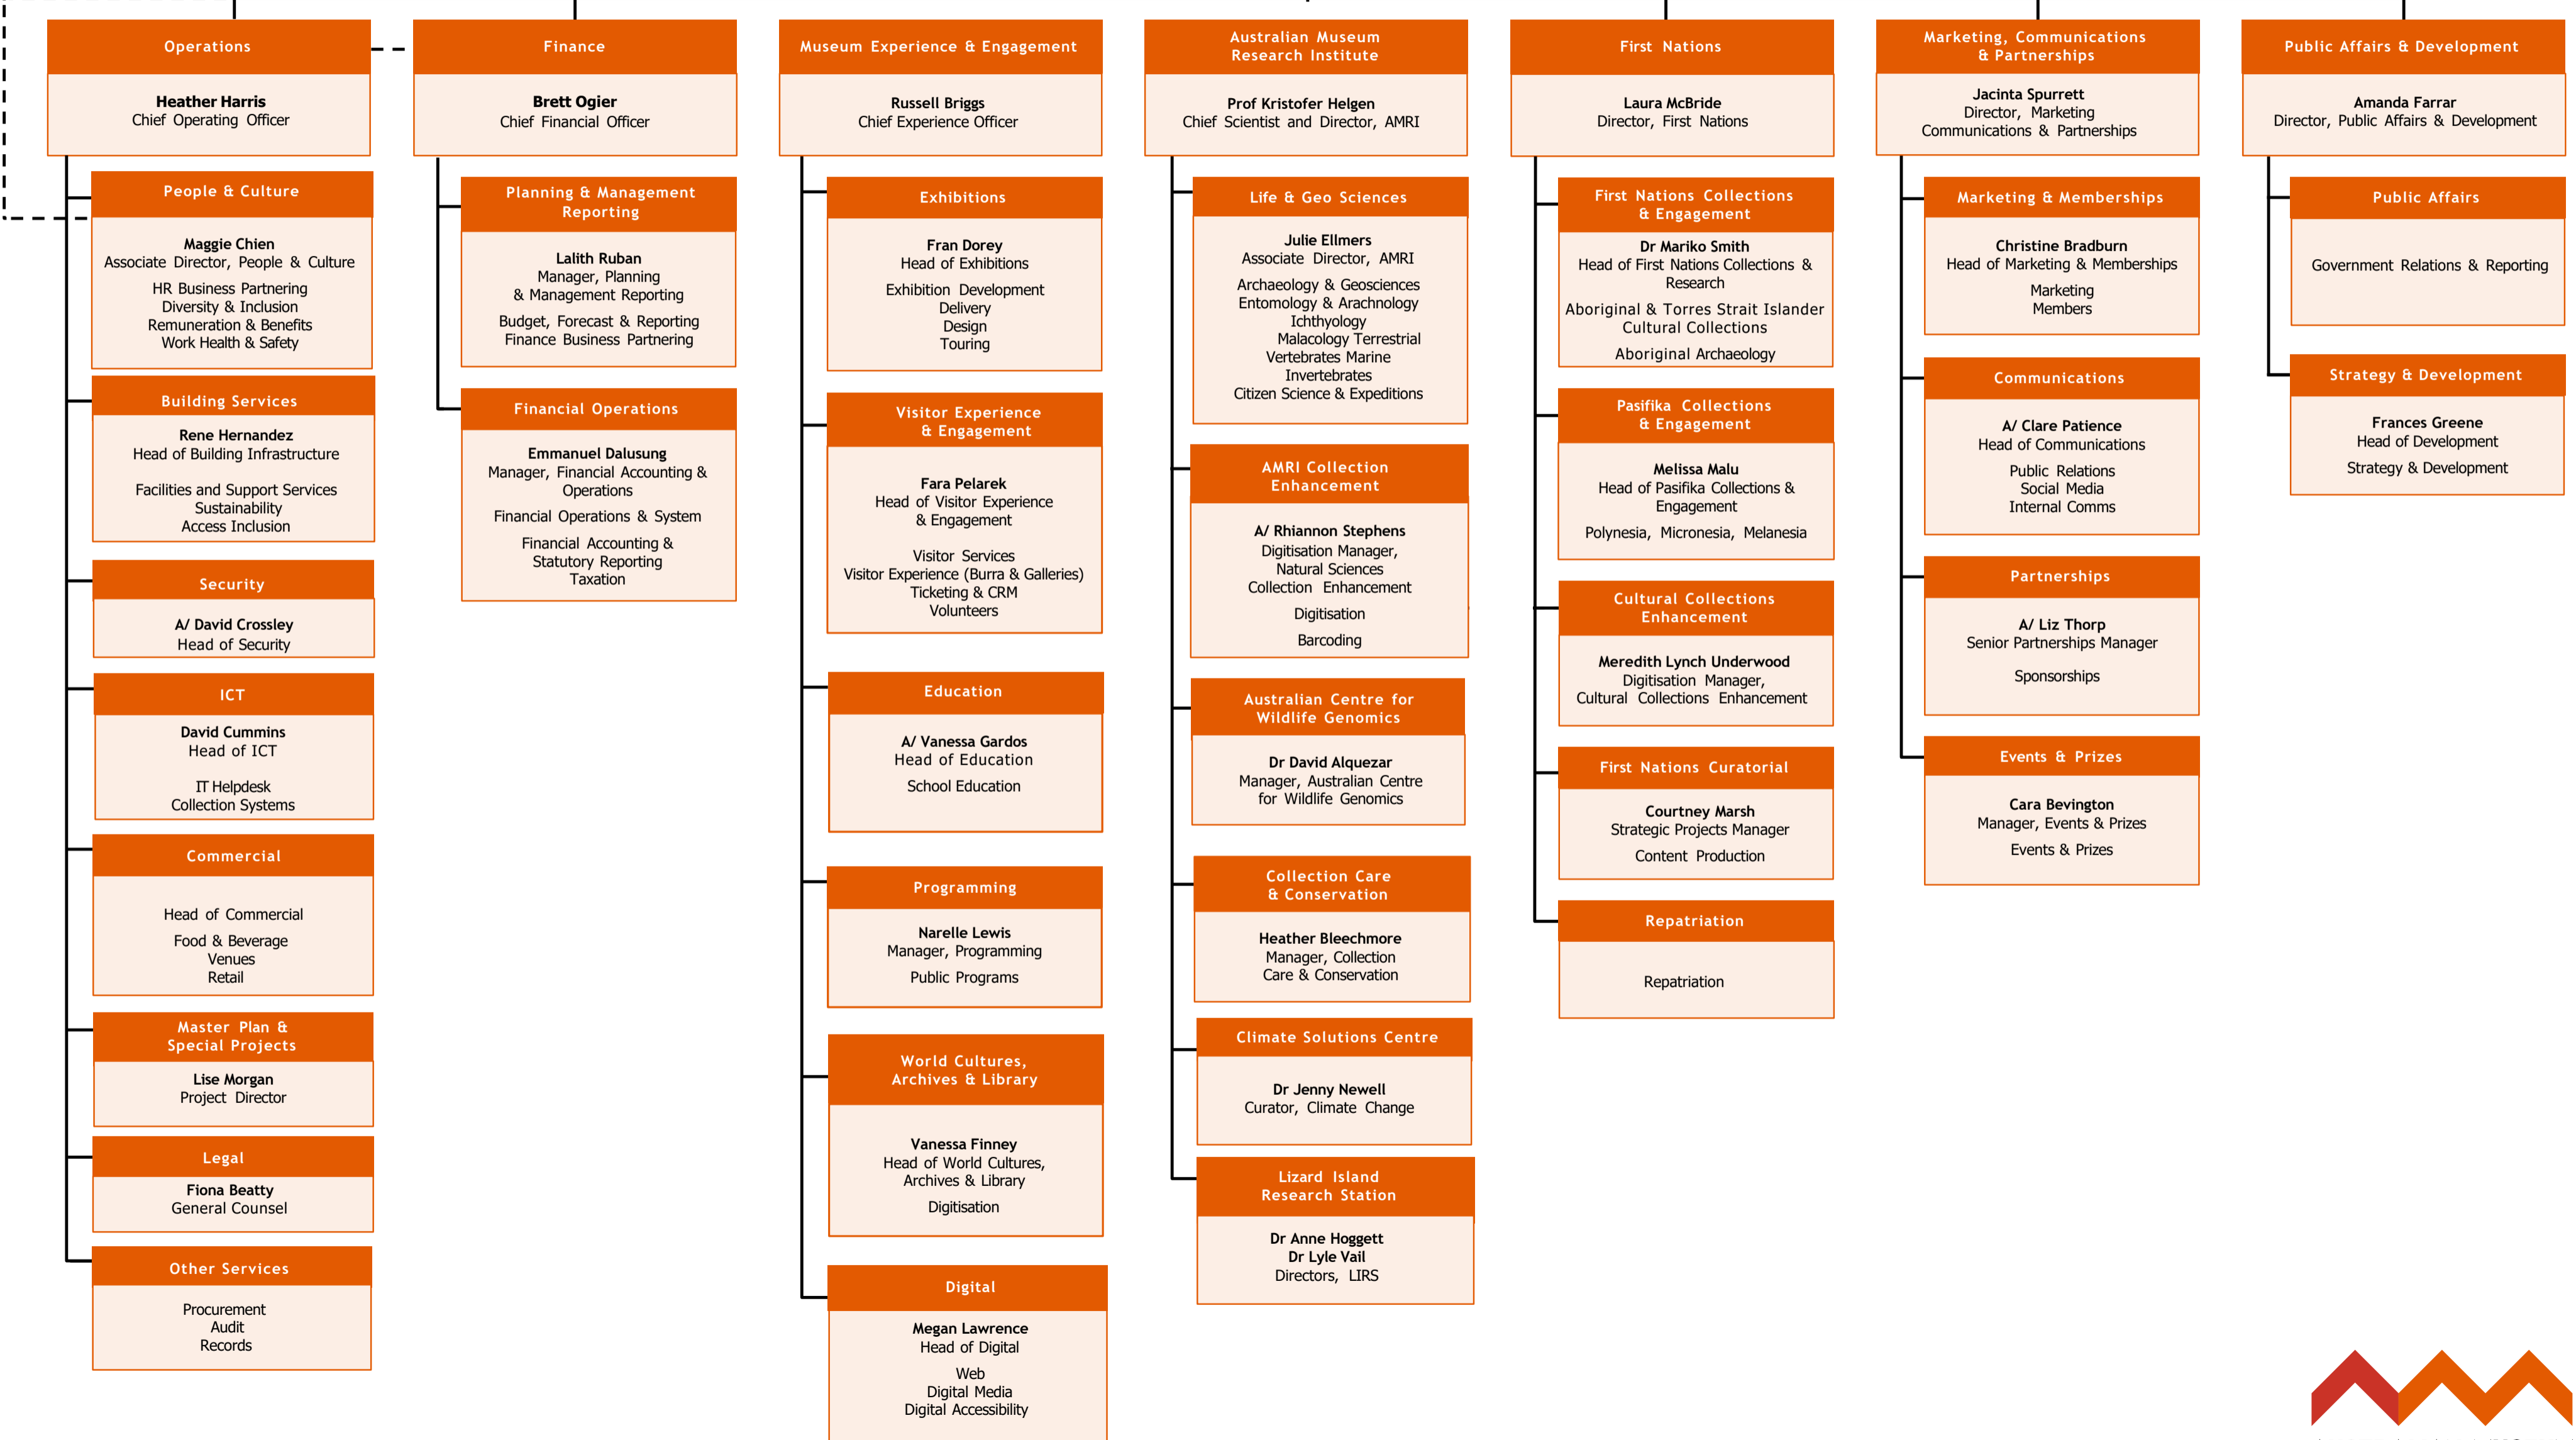 Operations
Heather Harris
Chief Operating Officer
People & Culture
Maggie Chien
Associate Director, People & Culture
HR Business Partnering
Diversity & Inclusion
Remuneration & Benefits
Work Health & Safety
Building Services
Rene Hernandez
Head of Building Infrastructure
Facilities and Support Services
Sustainability
Access Inclusion
Security
A/ David Crossley
Head of Security
ICT
David Cummins
Head of ICT
IT Helpdesk
Collection Systems
Commercial
Head of Commercial
Food & Beverage
Venues
Retail
Master Plan &
Special Projects
Lise Morgan
Project Director
Legal
Fiona Beatty
General Counsel
Other Services
Procurement
Audit
Records
Finance
Brett Ogier
Chief Financial Officer
Planning & Management
Reporting
Lalith Ruban
Manager, Planning
& Management Reporting
Budget, Forecast & Reporting
Finance Business Partnering
Financial Operations
Emmanuel Dalusung
Manager, Financial Accounting &
Operations
Financial Operations & System
Financial Accounting &
Statutory Reporting
Taxation
Museum Experience & Engagement
Russell Briggs
Chief Experience Officer
Exhibitions
Fran Dorey
Head of Exhibitions
Exhibition Development
Delivery
Design
Touring
Visitor Experience
& Engagement
Fara Pelarek
Head of Visitor Experience
& Engagement
Visitor Services
Visitor Experience (Burra & Galleries)
Ticketing & CRM
Volunteers
Education
A/ Vanessa Gardos
Head of Education
School Education
Programming
Narelle Lewis
Manager, Programming
Public Programs
World Cultures,
Archives & Library
Vanessa Finney
Head of World Cultures,
Archives & Library
Digitisation
Digital
Megan Lawrence
Head of Digital
Web
Digital Media
Digital Accessibility
Australian Museum
Research Institute
Prof Kristofer Helgen
Chief Scientist and Director, AMRI
Life & Geo Sciences
Julie Ellmers
Associate Director, AMRI
Archaeology & Geosciences
Entomology & Arachnology
Ichthyology
Malacology Terrestrial
Vertebrates Marine
Invertebrates
Citizen Science & Expeditions
AMRI Collection
Enhancement
A/ Rhiannon Stephens
Digitisation Manager,
Natural Sciences
Collection Enhancement
Digitisation
Barcoding
Australian Centre for
Wildlife Genomics
Dr David Alquezar
Manager, Australian Centre
for Wildlife Genomics
Collection Care
& Conservation
Heather Bleechmore
Manager, Collection
Care & Conservation
Climate Solutions Centre
Dr Jenny Newell
Curator, Climate Change
Lizard Island
Research Station
Dr Anne Hoggett
Dr Lyle Vail
Directors, LIRS
First Nations
Laura McBride
Director, First Nations
First Nations Collections
& Engagement
Dr Mariko Smith
Head of First Nations Collections &
Research
Aboriginal & Torres Strait Islander
Cultural Collections
Aboriginal Archaeology
Pasifika Collections
& Engagement
Melissa Malu
Head of Pasifika Collections &
Engagement
Polynesia, Micronesia, Melanesia
Cultural Collections
Enhancement
Meredith Lynch Underwood
Digitisation Manager,
Cultural Collections Enhancement
First Nations Curatorial
Courtney Marsh
Strategic Projects Manager
Content Production
Repatriation
Repatriation
Marketing, Communications
& Partnerships
Jacinta Spurrett
Director, Marketing
Communications & Partnerships
Marketing & Memberships
Christine Bradburn
Head of Marketing & Memberships
Marketing
Members
Communications
A/ Clare Patience
Head of Communications
Public Relations
Social Media
Internal Comms
Partnerships
A/ Liz Thorp
Senior Partnerships Manager
Sponsorships
Events & Prizes
Cara Bevington
Manager, Events & Prizes
Events & Prizes
Public Affairs & Development
Amanda Farrar
Director, Public Affairs & Development
Public Affairs
Government Relations & Reporting
Strategy & Development
Frances Greene
Head of Development
Strategy & Development